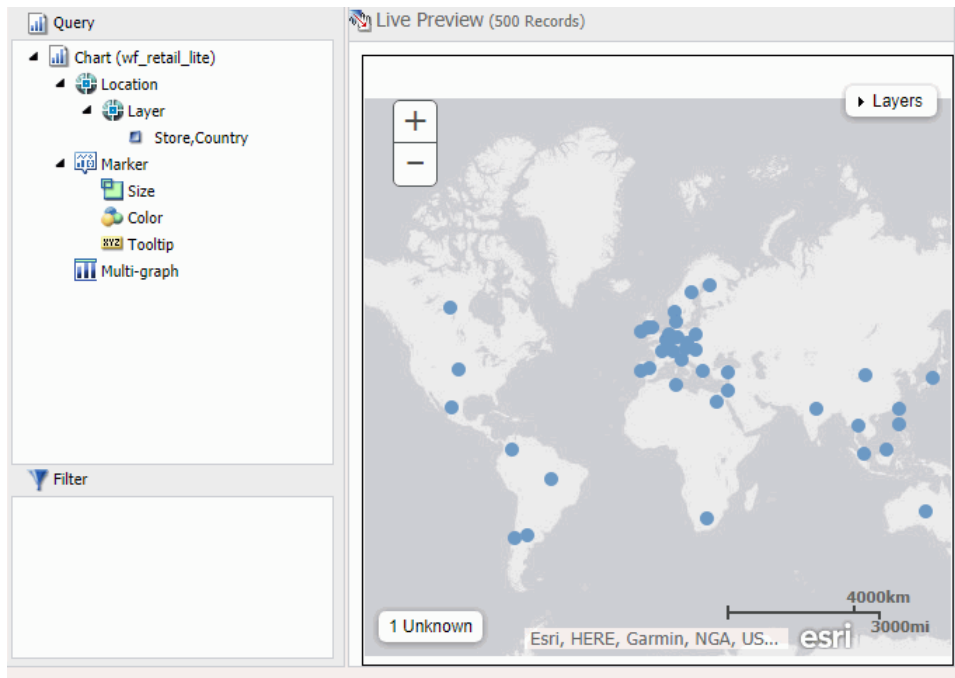 Query
Chart (wf_retail_lite)
Location
Layer
Store,Country
Marker
Size
Color
XYZ Tooltip
Multi-graph
Filter
Live Preview (500 Records)
+
−
Layers
1 Unknown
4000km
3000mi
Esri, HERE, Garmin, NGA, US...
esri